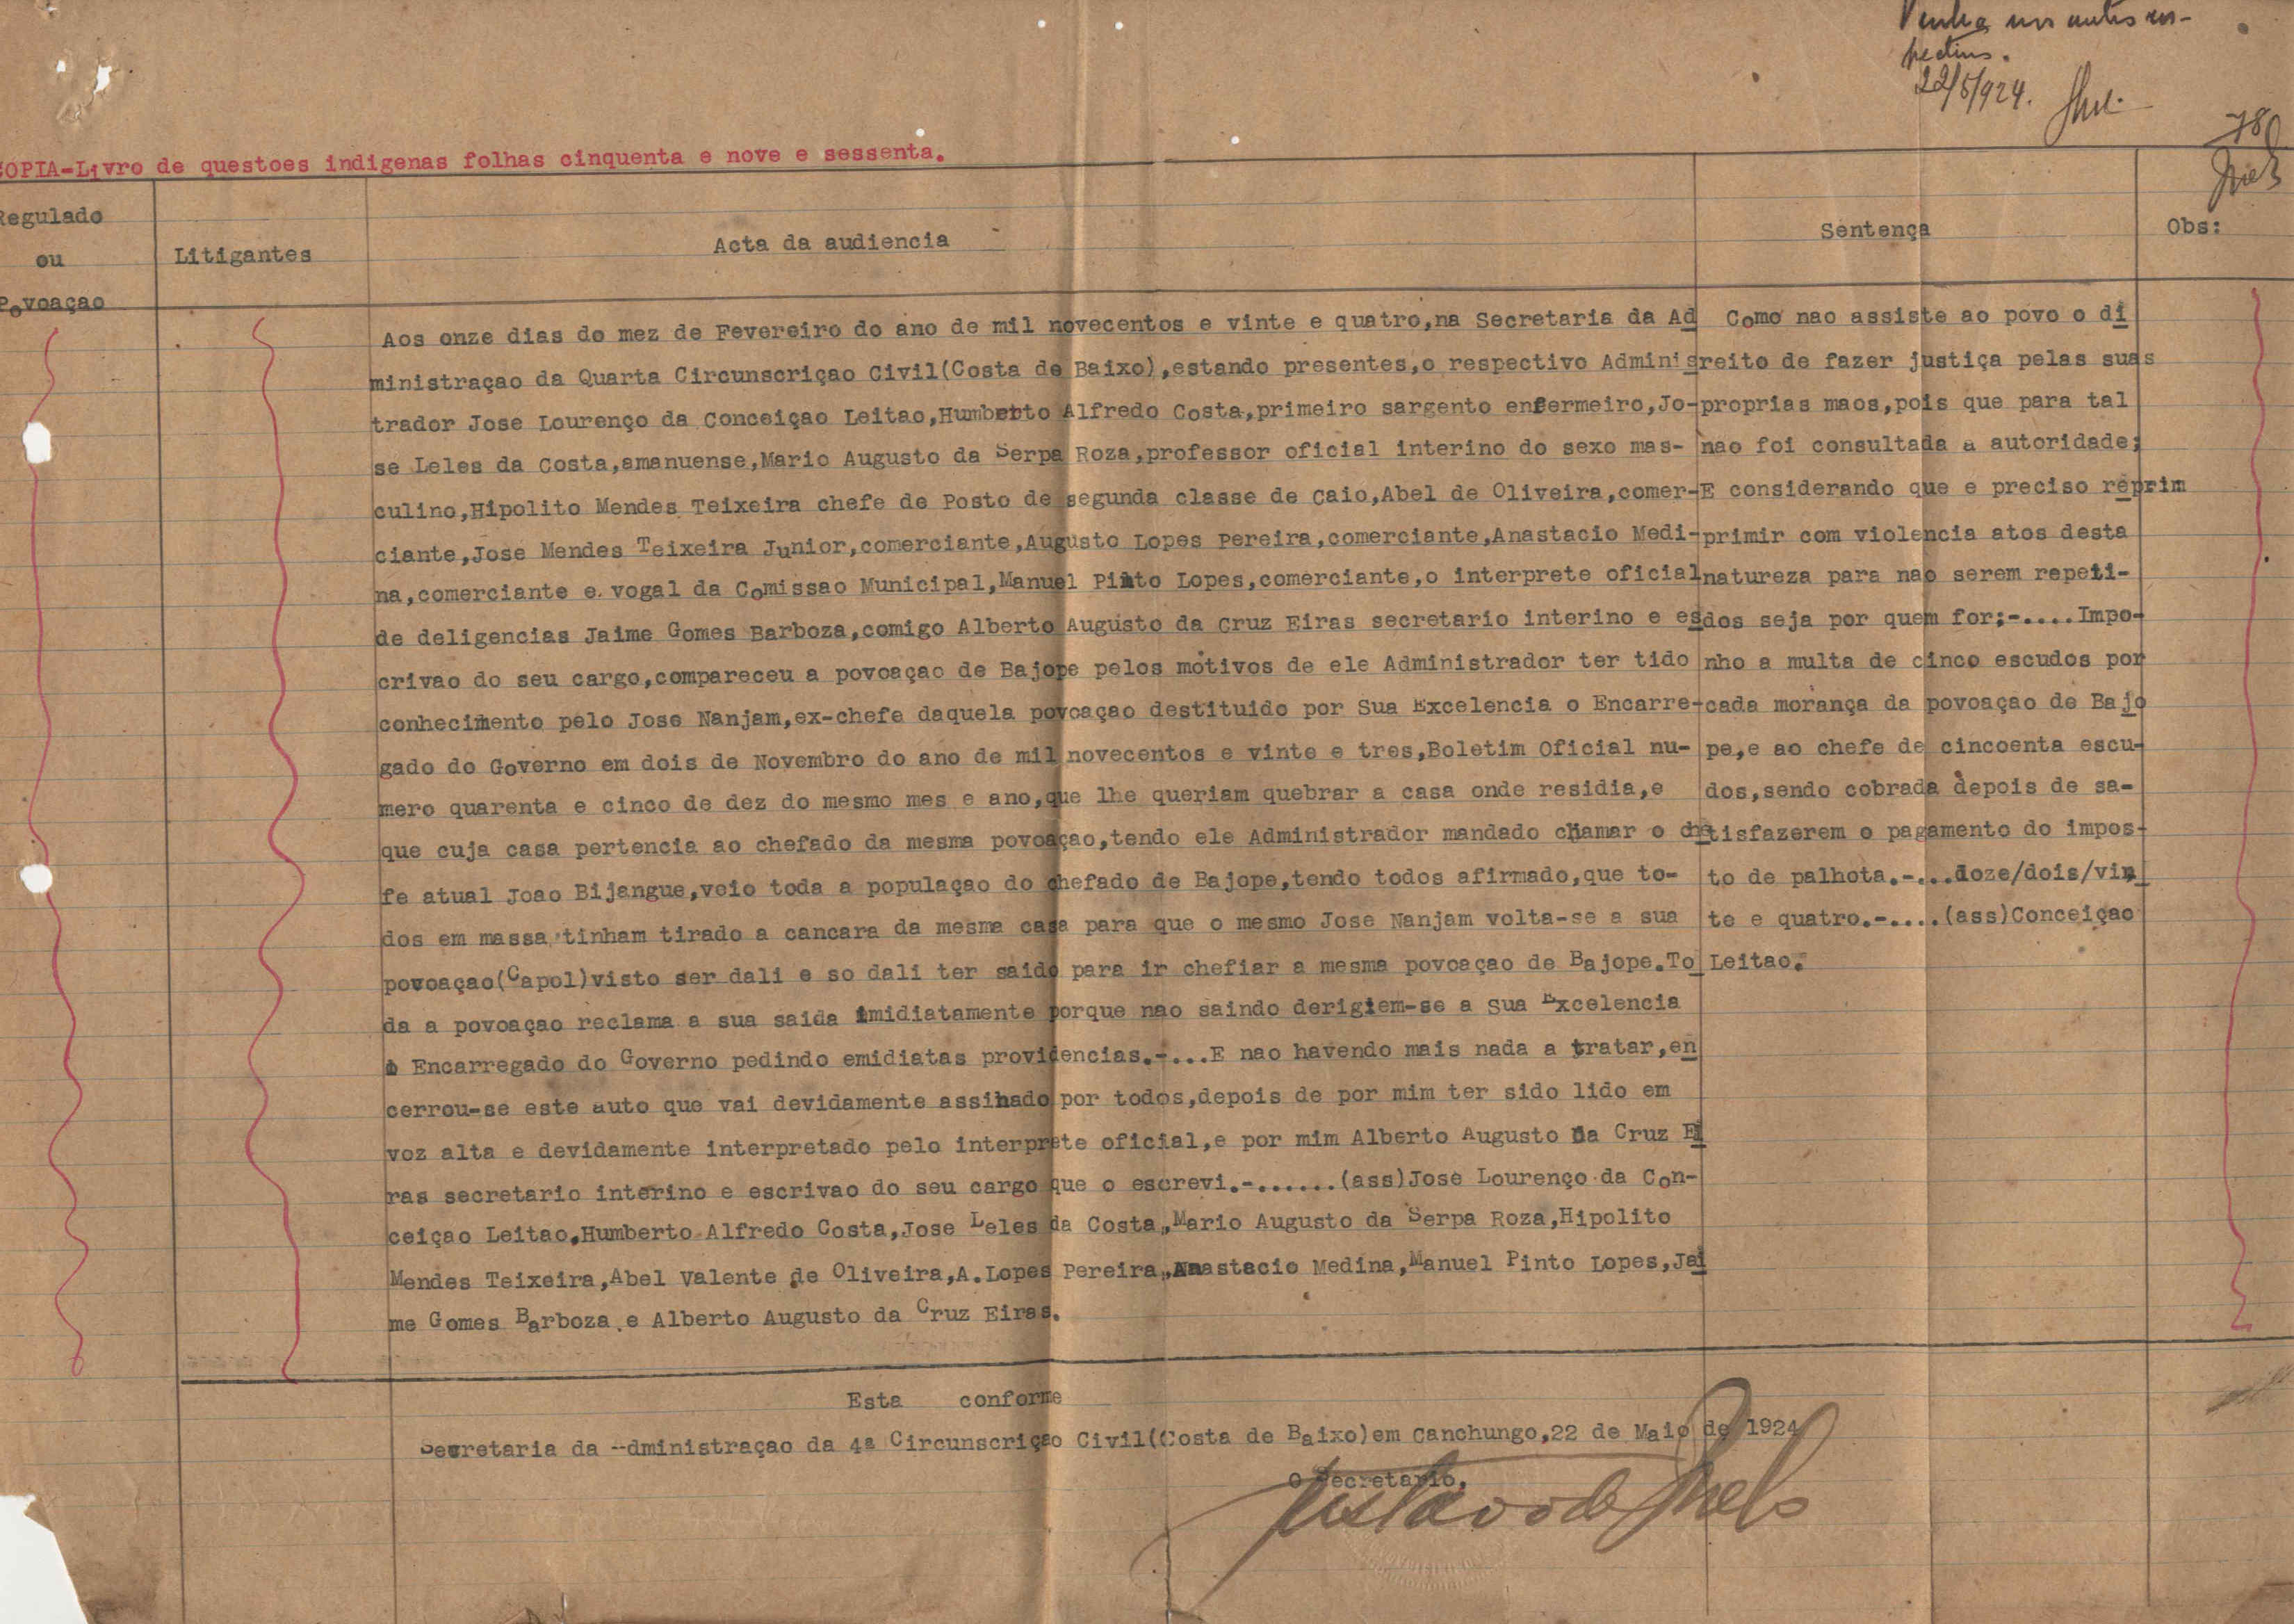 Venha nos autos res-
pectivos.
22/5/924.
78
COPIA-Livro de questoes indigenas folhas cinquenta e nove e sessenta.
Regulado
ou
Povoaçao
Litigantes
Acta da audiencia
Sentença
Obs:
Aos onze dias do mez de Fevereiro do ano de mil novecentos e vinte e quatro,na Secretaria da Ad
ministraçao da Quarta Circunscriçao Civil(Costa de Baixo),estando presentes,o respectivo Adminis
trador Jose Lourenço da Conceiçao Leitao,Humberto Alfredo Costa,primeiro sargento enfermeiro,Jo-
se Leles da Costa,amanuense,Mario Augusto da Serpa Roza,professor oficial interino do sexo mas-
culino,Hipolito Mendes Teixeira chefe de Posto de segunda classe de Caio,Abel de Oliveira,comer-
ciante,Jose Mendes Teixeira Junior,comerciante,Augusto Lopes Pereira,comerciante,Anastacio Medi-
na,comerciante e vogal da Comissao Municipal,Manuel Pinto Lopes,comerciante,o interprete oficial
de deligencias Jaime Gomes Barboza,comigo Alberto Augusto da Cruz Eiras secretario interino e es
crivao do seu cargo,compareceu a povoaçao de Bajope pelos motivos de ele Administrador ter tido
conhecimento pelo Jose Nanjam,ex-chefe daquela povoaçao destituido por Sua Excelencia o Encarre-
gado do Governo em dois de Novembro do ano de mil novecentos e vinte e tres,Boletim Oficial nu-
mero quarenta e cinco de dez do mesmo mes e ano,que lhe queriam quebrar a casa onde residia,e
que cuja casa pertencia ao chefado da mesma povoaçao,tendo ele Administrador mandado chamar o che
fe atual Joao Bijangue,veio toda a populaçao do chefado de Bajope,tendo todos afirmado,que to-
dos em massa tinham tirado a cancara da mesma casa para que o mesmo Jose Nanjam volta-se a sua
povoaçao(Capol)visto ser dali e so dali ter saido para ir chefiar a mesma povoaçao de Bajope.To
da a povoaçao reclama a sua saida imidiatamente porque nao saindo derigiem-se a Sua Excelencia
o Encarregado do Governo pedindo emidiatas providencias.-...E nao havendo mais nada a tratar,en
cerrou-se este auto que vai devidamente assinado por todos,depois de por mim ter sido lido em
voz alta e devidamente interpretado pelo interprete oficial,e por mim Alberto Augusto da Cruz Ei
ras secretario interino e escrivao do seu cargo que o escrevi.-......(ass)Jose Lourenço da Con-
ceiçao Leitao,Humberto Alfredo Costa,Jose Leles da Costa,Mario Augusto da Serpa Roza,Hipolito
Mendes Teixeira,Abel Valente de Oliveira,A.Lopes Pereira,Anastacio Medina,Manuel Pinto Lopes,Jai
me Gomes Barboza e Alberto Augusto da Cruz Eiras.
Como nao assiste ao povo o di
reito de fazer justiça pelas suas
proprias maos,pois que para tal
nao foi consultada a autoridade;
E considerando que e preciso reprim
primir com violencia atos desta
natureza para nao serem repeti-
dos seja por quem for;-....Impo-
nho a multa de cinco escudos por
cada morança da povoaçao de Bajo
pe,e ao chefe de cincoenta escu-
dos,sendo cobrada depois de sa-
tisfazerem o pagamento do impos-
to de palhota.-...doze/dois/vin
te e quatro.-....(ass)Conceiçao
Leitao.
Esta conforme
Secretaria da Administraçao da 4ª Circunscriçao Civil(Costa de Baixo)em Canchungo,22 de Maio de 1924
O Secretario,